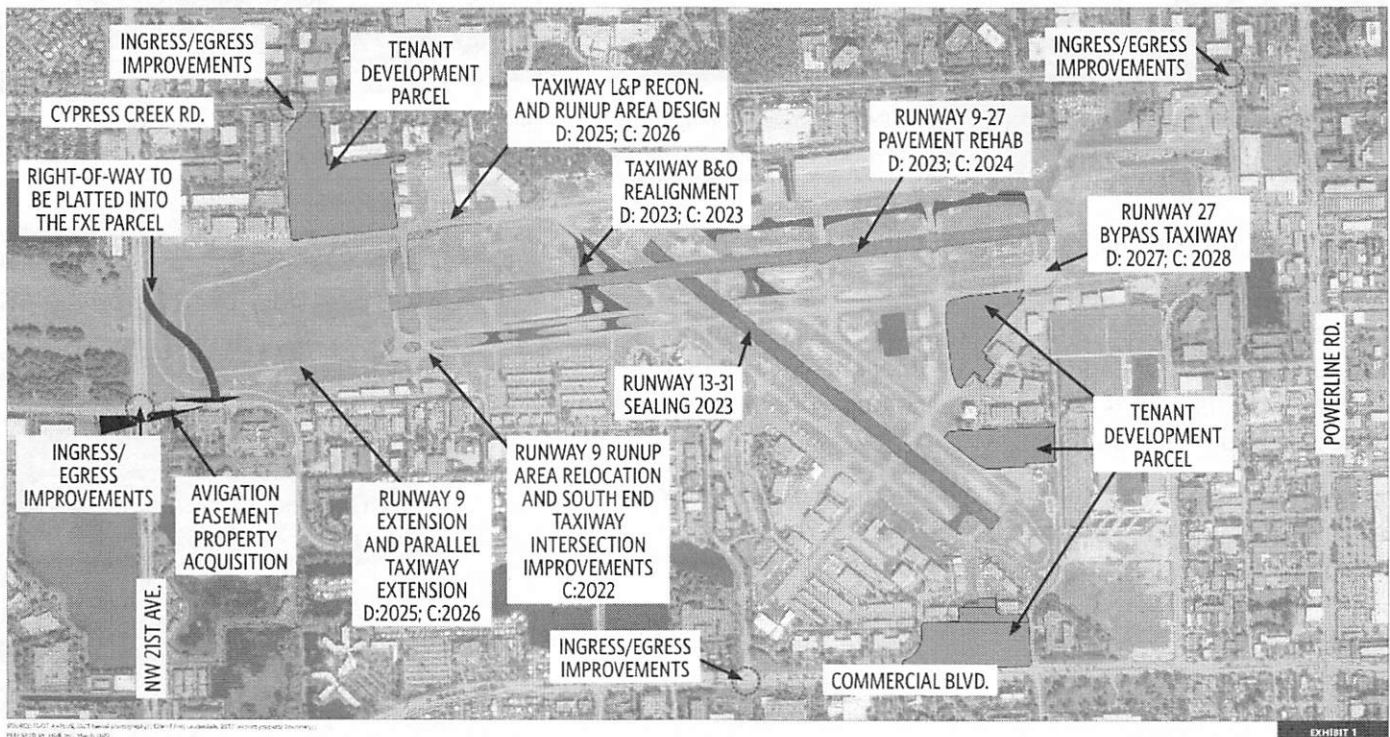 INGRESS/EGRESS
IMPROVEMENTS
TENANT
DEVELOPMENT
PARCEL
INGRESS/EGRESS
IMPROVEMENTS
CYPRESS CREEK RD.
TAXIWAY L&P RECON.
AND RUNUP AREA DESIGN
D: 2025; C: 2026
RUNWAY 9-27
PAVEMENT REHAB
D: 2023; C: 2024
TAXIWAY B&O
REALIGNMENT
D: 2023; C: 2023
RIGHT-OF-WAY TO
BE PLATTED INTO
THE FXE PARCEL
RUNWAY 27
BYPASS TAXIWAY
D: 2027; C: 2028
POWERLINE RD.
RUNWAY 13-31
SEALING 2023
TENANT
DEVELOPMENT
PARCEL
INGRESS/
EGRESS
IMPROVEMENTS
AVIGATION
EASEMENT
PROPERTY
ACQUISITION
RUNWAY 9
EXTENSION
AND PARALLEL
TAXIWAY
EXTENSION
D:2025; C:2026
RUNWAY 9 RUNUP
AREA RELOCATION
AND SOUTH END
TAXIWAY
INTERSECTION
IMPROVEMENTS
C:2022
NW 21ST AVE.
INGRESS/EGRESS
IMPROVEMENTS
COMMERCIAL BLVD.
EXHIBIT 1